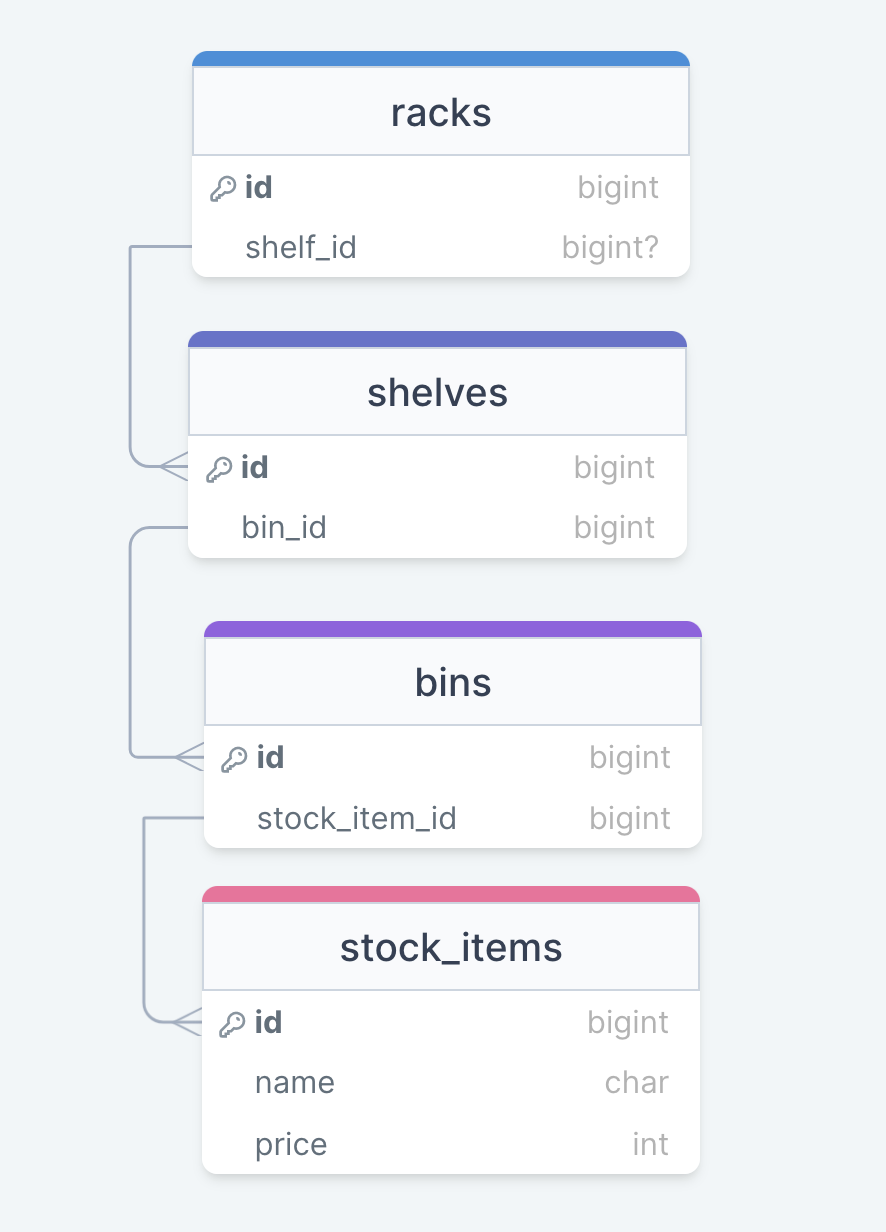 racks
id bigint
shelf_id bigint?
shelves
id bigint
bin_id bigint
bins
id bigint
stock_item_id bigint
stock_items
id bigint
name char
price int